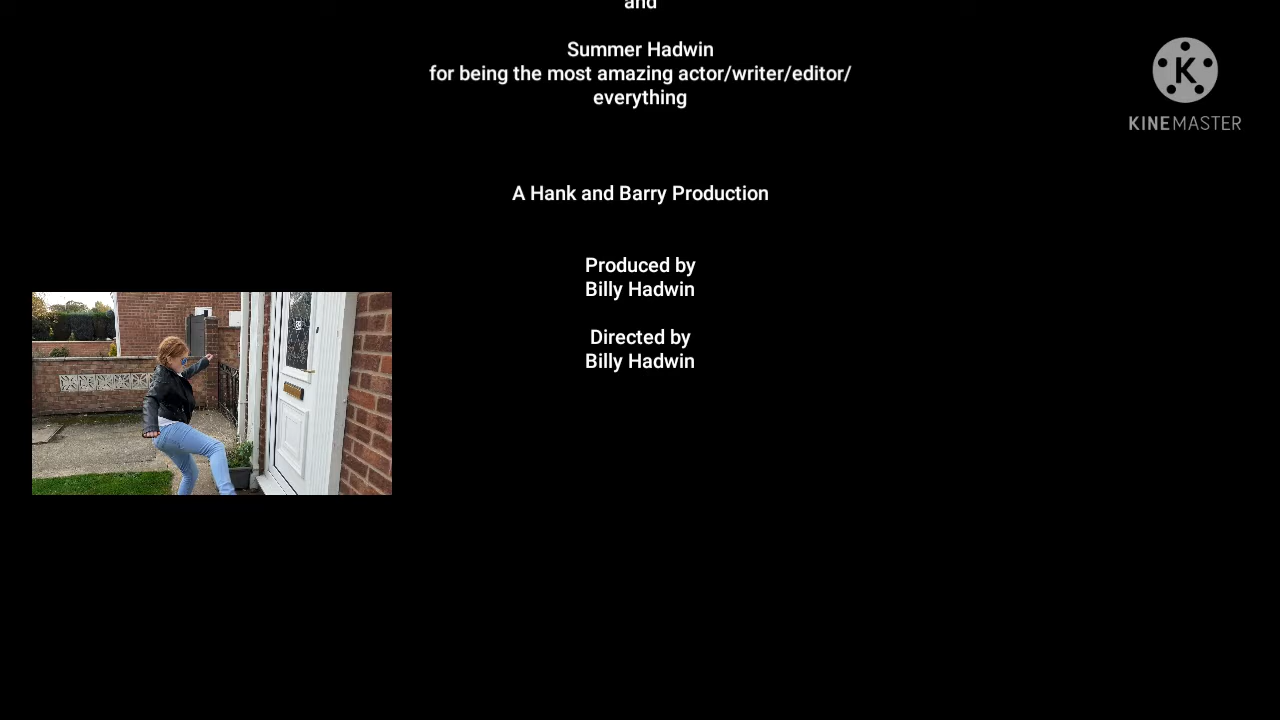 and
Summer Hadwin
for being the most amazing actor/writer/editor/
everything
K
KINEMASTER
A Hank and Barry Production
Produced by
Billy Hadwin
Directed by
Billy Hadwin